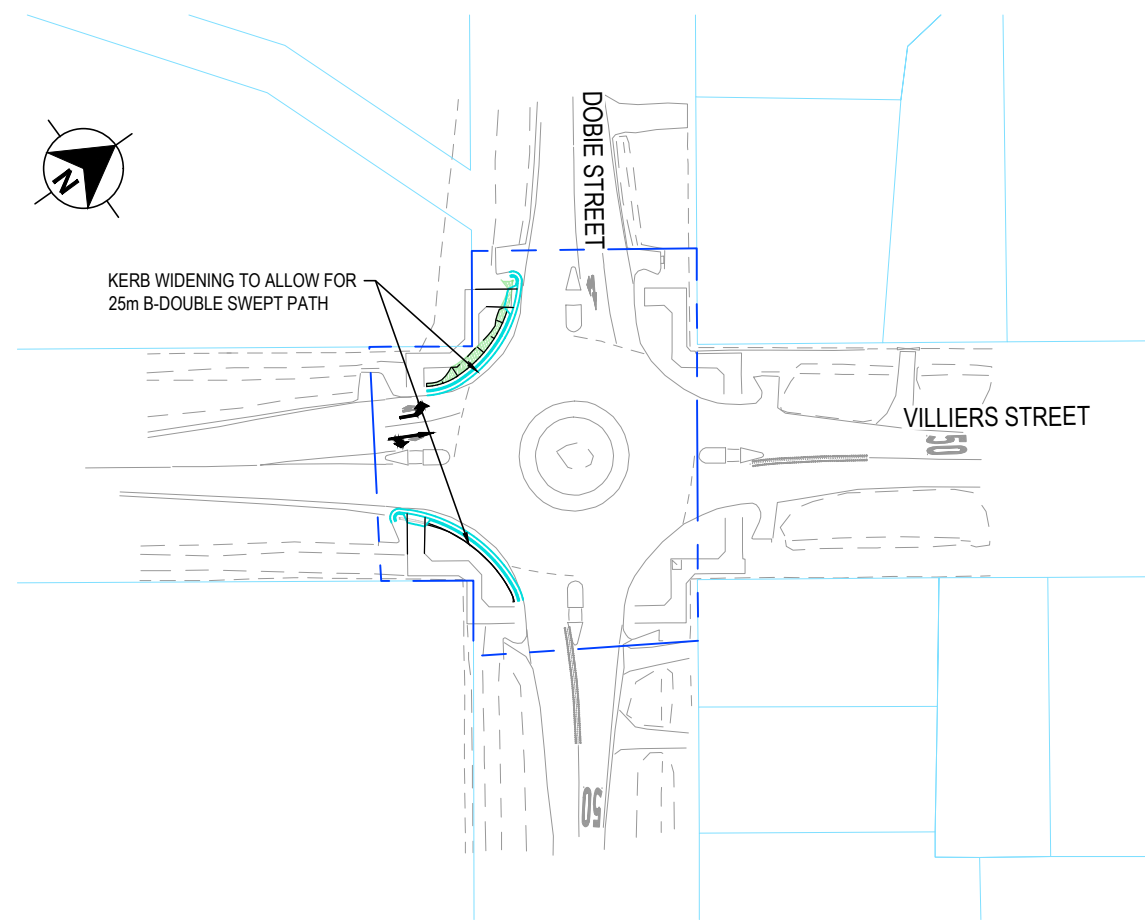 DOBIE STREET
N
KERB WIDENING TO ALLOW FOR
25m B-DOUBLE SWEPT PATH
VILLIERS STREET
50
50